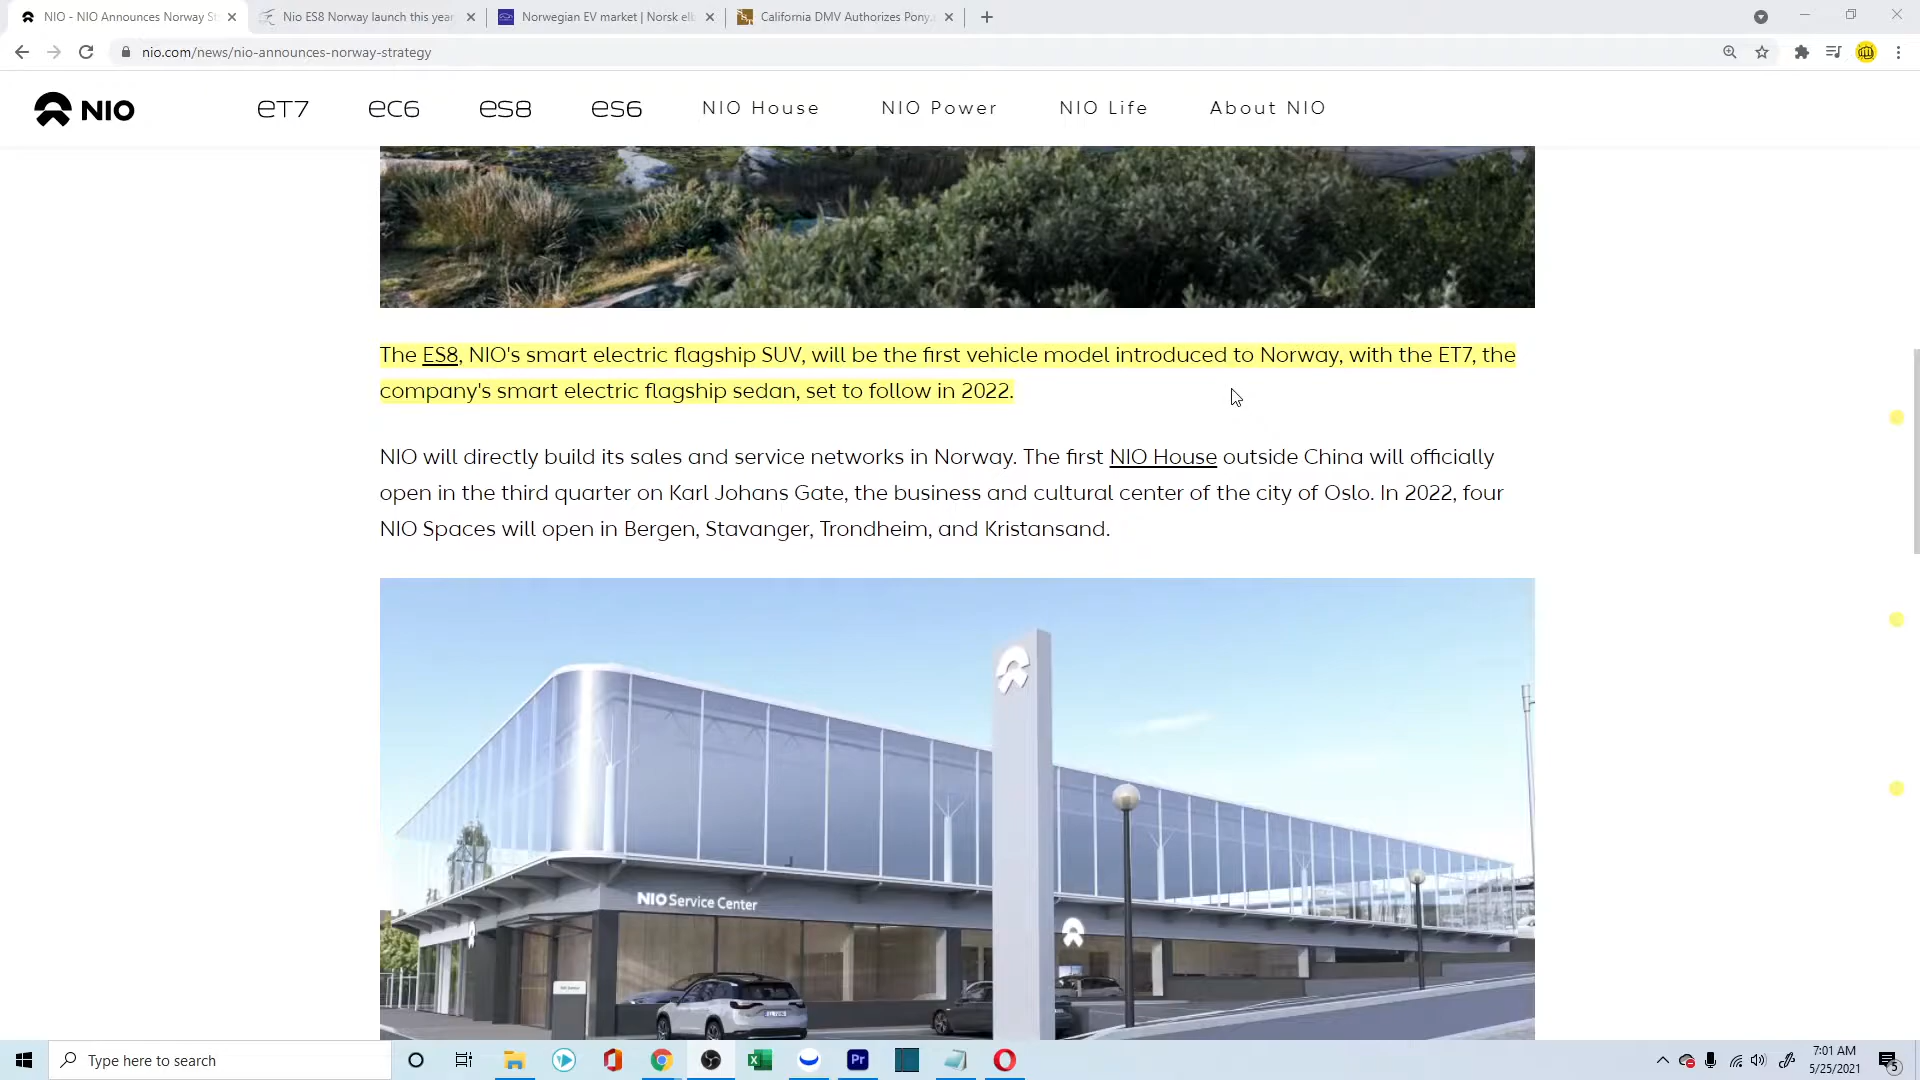 NIO - NIO Announces Norway St
Nio ES8 Norway launch this year
Norwegian EV market | Norsk elb
California DMV Authorizes Pony.
nio.com/news/nio-announces-norway-strategy
NIO
ET7
EC6
ES8
ES6
NIO House
NIO Power
NIO Life
About NIO
The ES8, NIO's smart electric flagship SUV, will be the first vehicle model introduced to Norway, with the ET7, the
company's smart electric flagship sedan, set to follow in 2022.
NIO will directly build its sales and service networks in Norway. The first NIO House outside China will officially
open in the third quarter on Karl Johans Gate, the business and cultural center of the city of Oslo. In 2022, four
NIO Spaces will open in Bergen, Stavanger, Trondheim, and Kristansand.
NIO Service Center
Type here to search
Pr
7:01 AM
5/25/2021
5